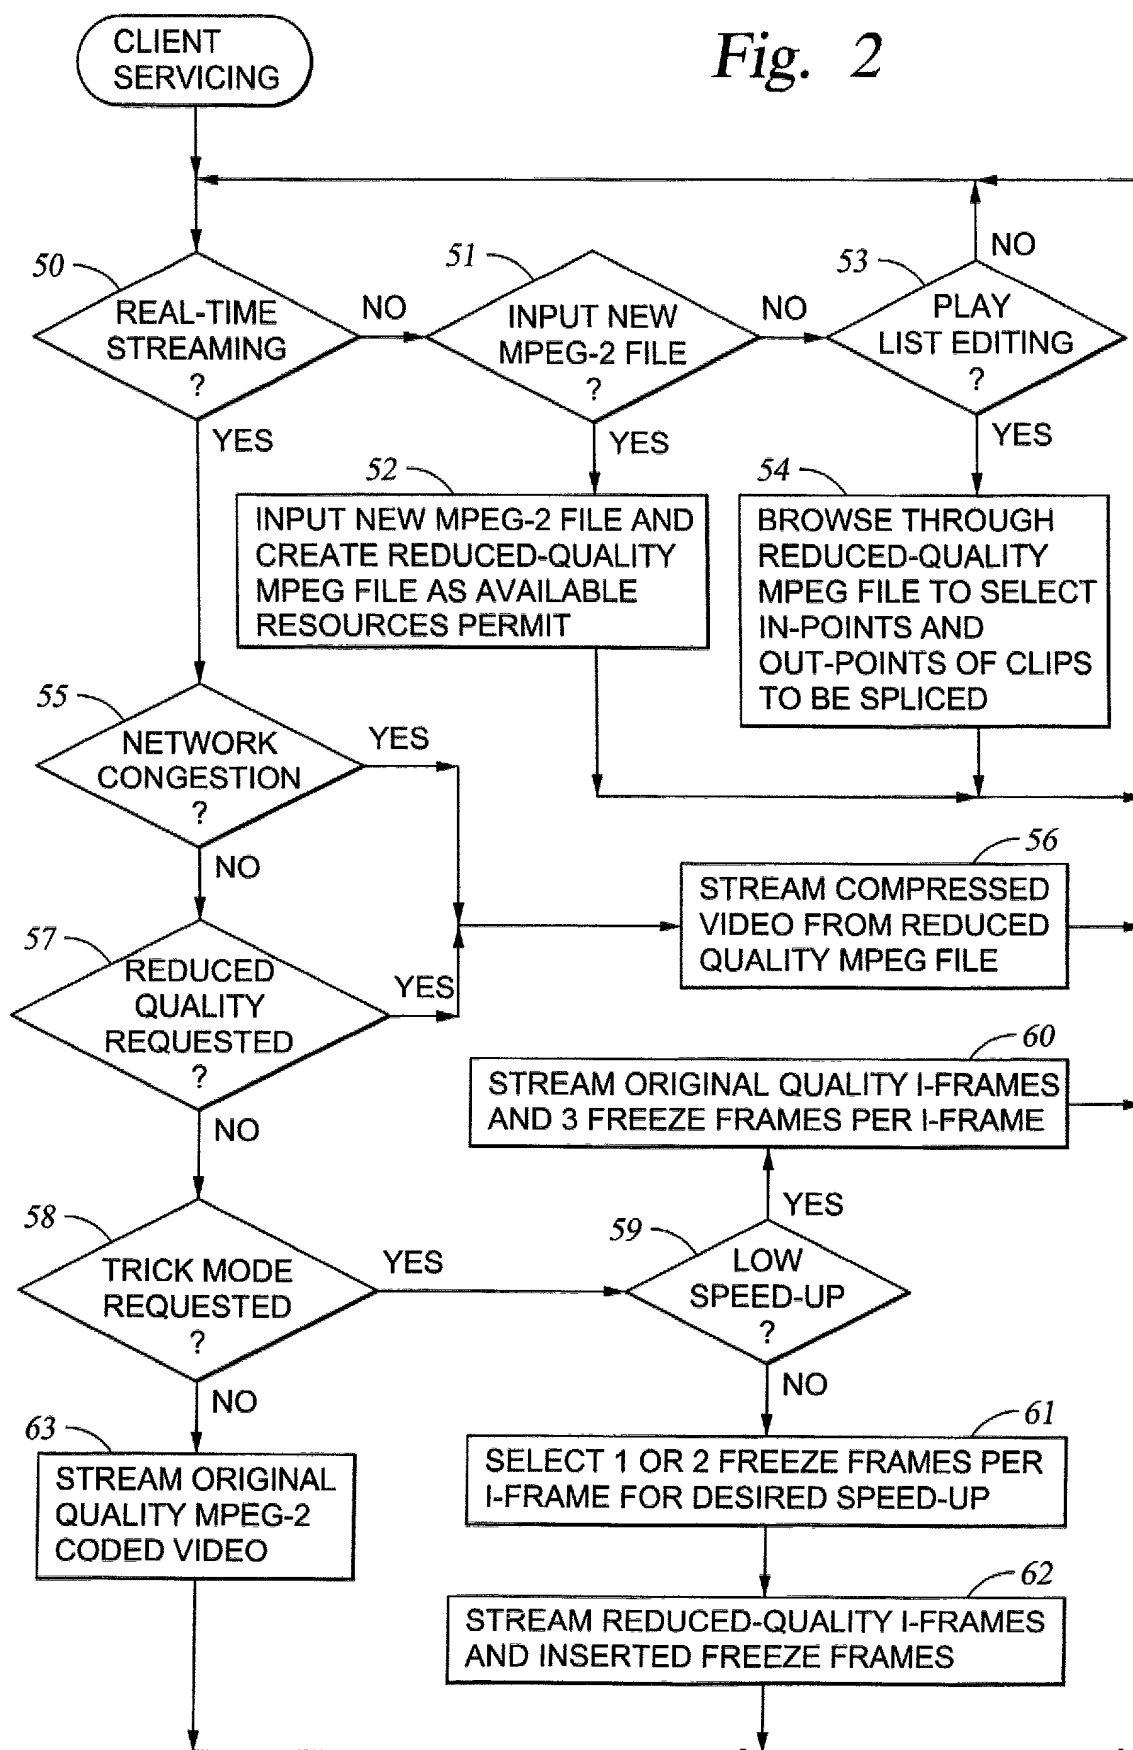 Fig. 2
CLIENT
SERVICING
50
REAL-TIME
STREAMING
?
NO
YES
51
INPUT NEW
MPEG-2 FILE
?
NO
YES
53
PLAY
LIST EDITING
?
NO
YES
52
INPUT NEW MPEG-2 FILE AND
CREATE REDUCED-QUALITY
MPEG FILE AS AVAILABLE
RESOURCES PERMIT
54
BROWSE THROUGH
REDUCED-QUALITY
MPEG FILE TO SELECT
IN-POINTS AND
OUT-POINTS OF CLIPS
TO BE SPLICED
55
NETWORK
CONGESTION
?
YES
NO
56
STREAM COMPRESSED
VIDEO FROM REDUCED
QUALITY MPEG FILE
57
REDUCED
QUALITY
REQUESTED
?
YES
NO
60
STREAM ORIGINAL QUALITY I-FRAMES
AND 3 FREEZE FRAMES PER I-FRAME
58
TRICK MODE
REQUESTED
?
YES
NO
59
LOW
SPEED-UP
?
YES
NO
63
STREAM ORIGINAL
QUALITY MPEG-2
CODED VIDEO
61
SELECT 1 OR 2 FREEZE FRAMES PER
I-FRAME FOR DESIRED SPEED-UP
62
STREAM REDUCED-QUALITY I-FRAMES
AND INSERTED FREEZE FRAMES